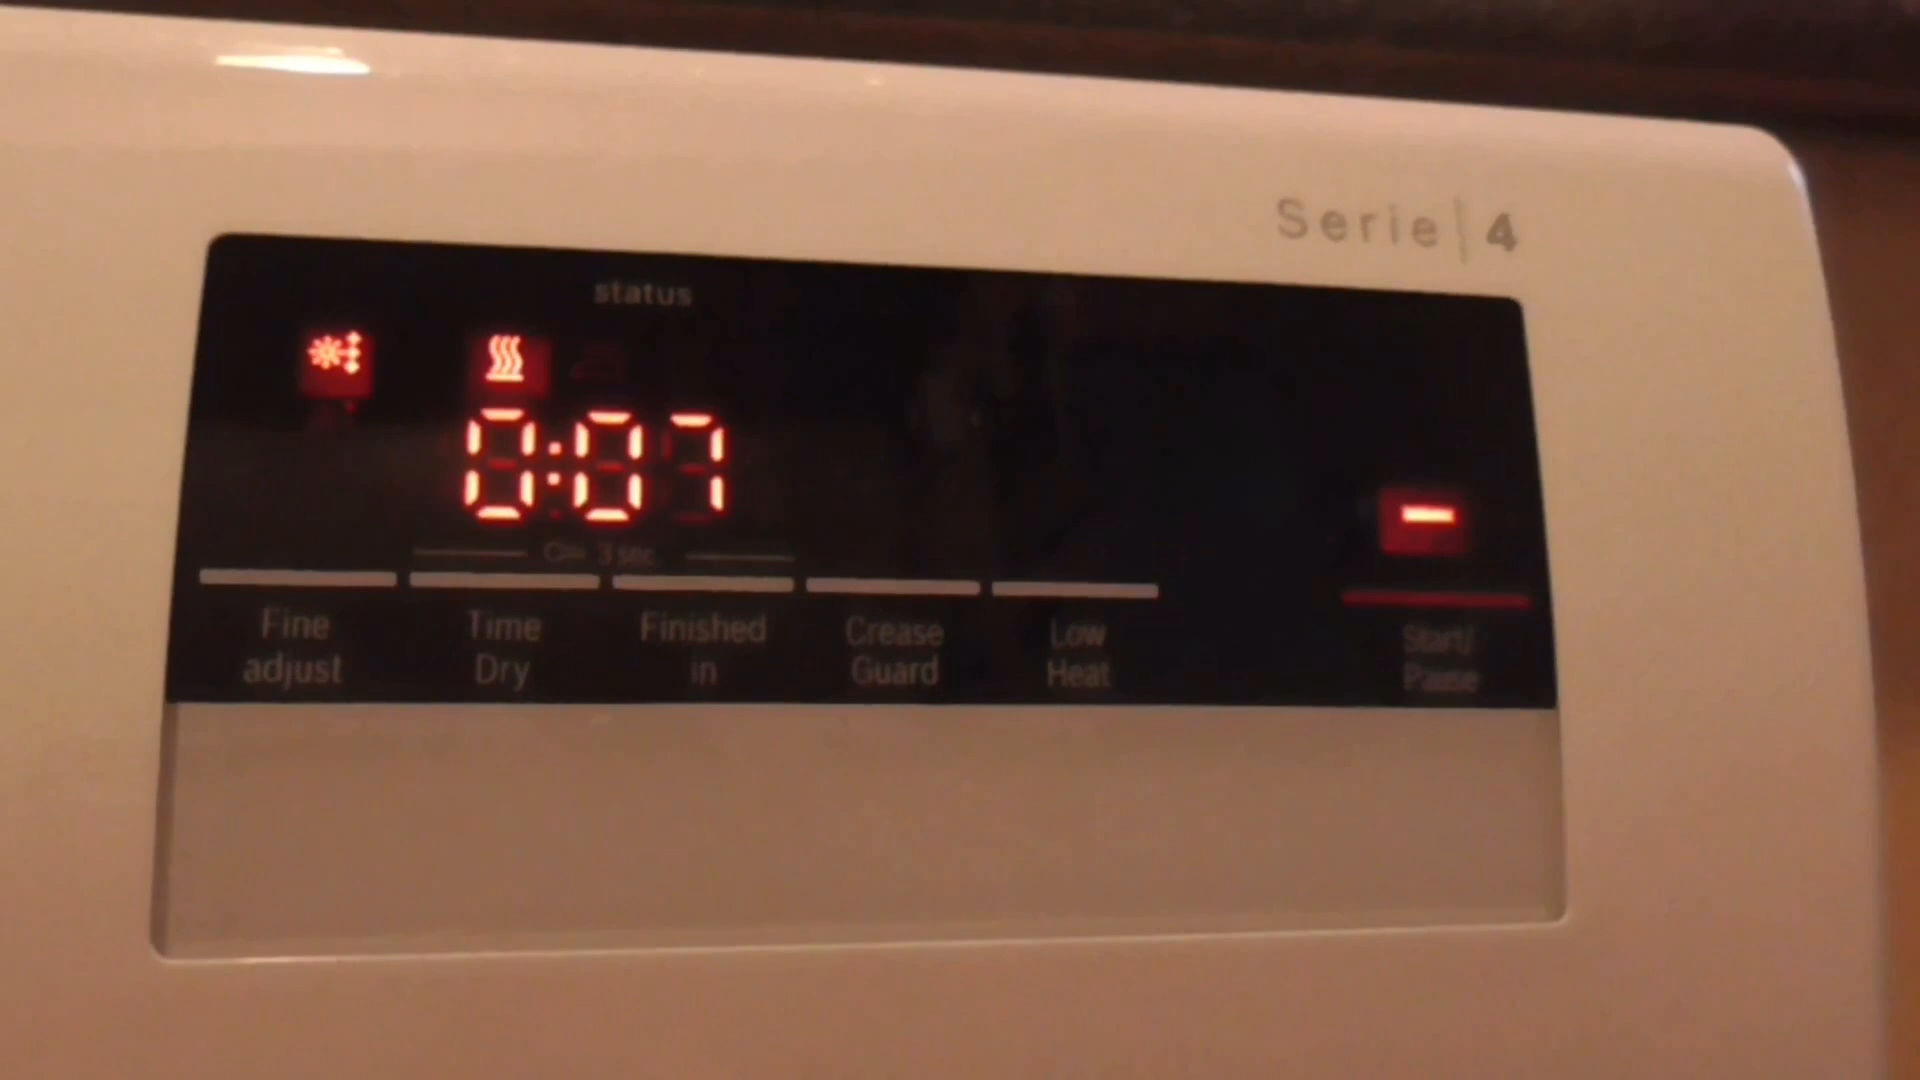 Serie | 4
status
0:07
3 sec.
Fine adjust
Time Dry
Finished in
Crease Guard
Low Heat
Start/ Pause